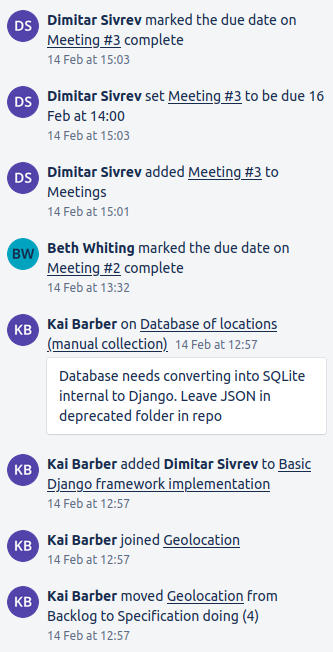 DS Dimitar Sivrev marked the due date on
Meeting #3 complete
14 Feb at 15:03
DS Dimitar Sivrev set Meeting #3 to be due 16
Feb at 14:00
14 Feb at 15:03
DS Dimitar Sivrev added Meeting #3 to
Meetings
14 Feb at 15:01
BW Beth Whiting marked the due date on
Meeting #2 complete
14 Feb at 13:32
KB Kai Barber on Database of locations
(manual collection) 14 Feb at 12:57
Database needs converting into SQLite
internal to Django. Leave JSON in
deprecated folder in repo
KB Kai Barber added Dimitar Sivrev to Basic
Django framework implementation
14 Feb at 12:57
KB Kai Barber joined Geolocation
14 Feb at 12:57
KB Kai Barber moved Geolocation from
Backlog to Specification doing (4)
14 Feb at 12:57